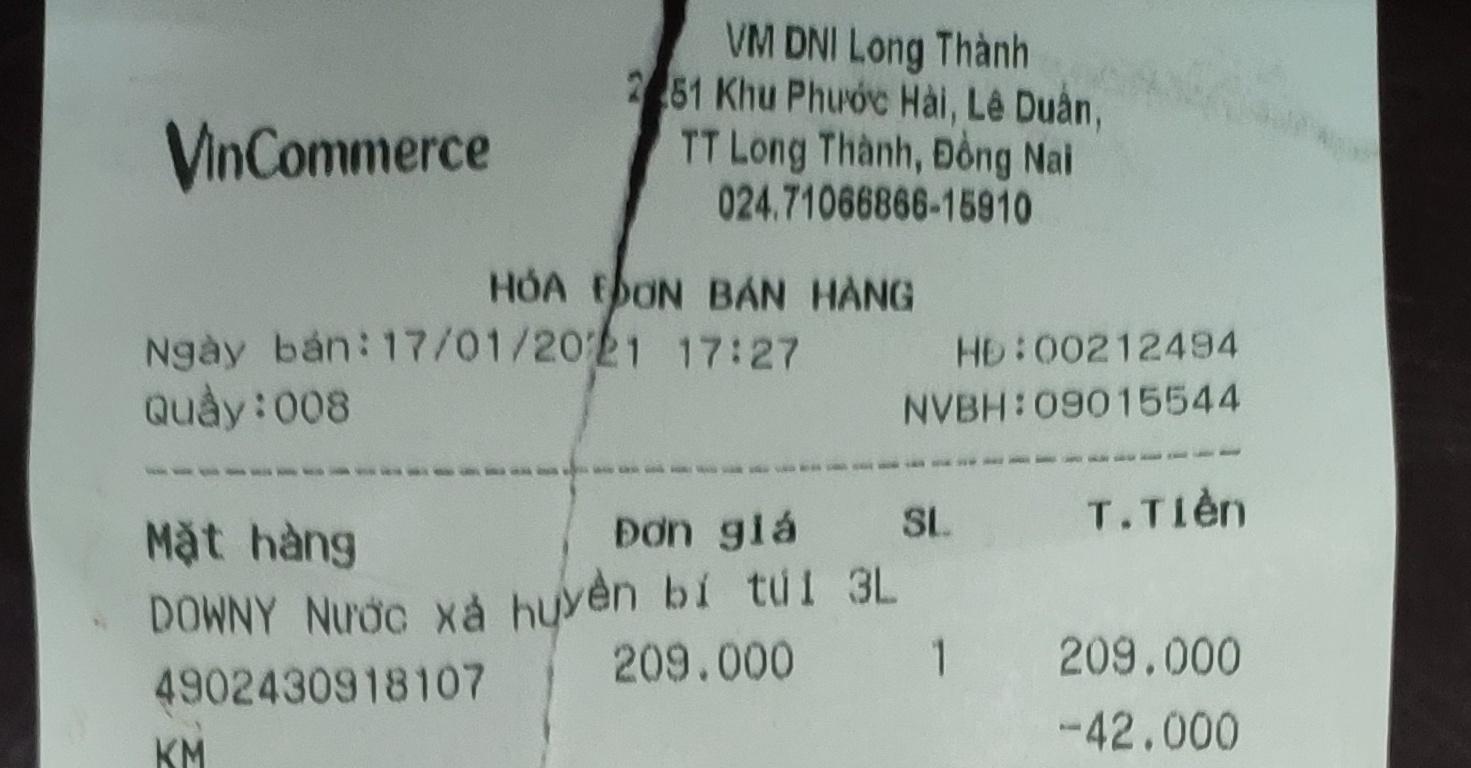 VinCommerce
VM DNI Long Thành
51 Khu Phước Hải, Lê Duẩn,
TT Long Thành, Đồng Nai
024.71066866-15910
HÓA ĐƠN BÁN HÀNG
Ngày bán:17/01/2021 17:27 HĐ:00212494
Quầy:008 NVBH:09015544
Mặt hàng Đơn giá SL T.Tiền
DOWNY Nước xả huyền bí túi 3L
4902430918107 209.000 1 209.000
KM -42.000